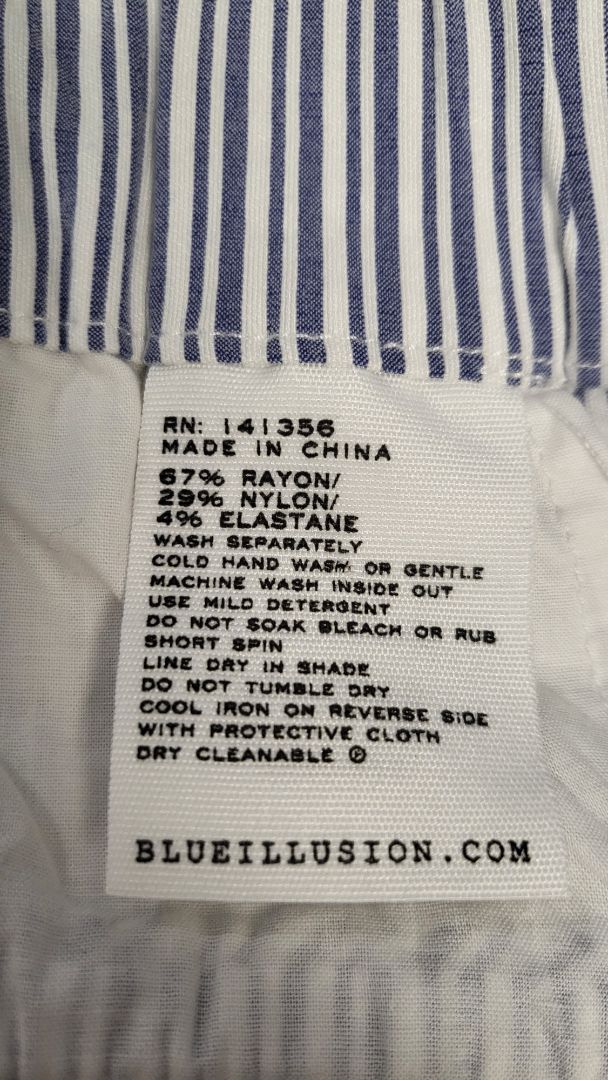 RN: 141356
MADE IN CHINA
67% RAYON/
29% NYLON/
4% ELASTANE
WASH SEPARATELY
COLD HAND WASH OR GENTLE
MACHINE WASH INSIDE OUT
USE MILD DETERGENT
DO NOT SOAK BLEACH OR RUB
SHORT SPIN
LINE DRY IN SHADE
DO NOT TUMBLE DRY
COOL IRON ON REVERSE SIDE
WITH PROTECTIVE CLOTH
DRY CLEANABLE Ⓟ
BLUEILLUSION.COM